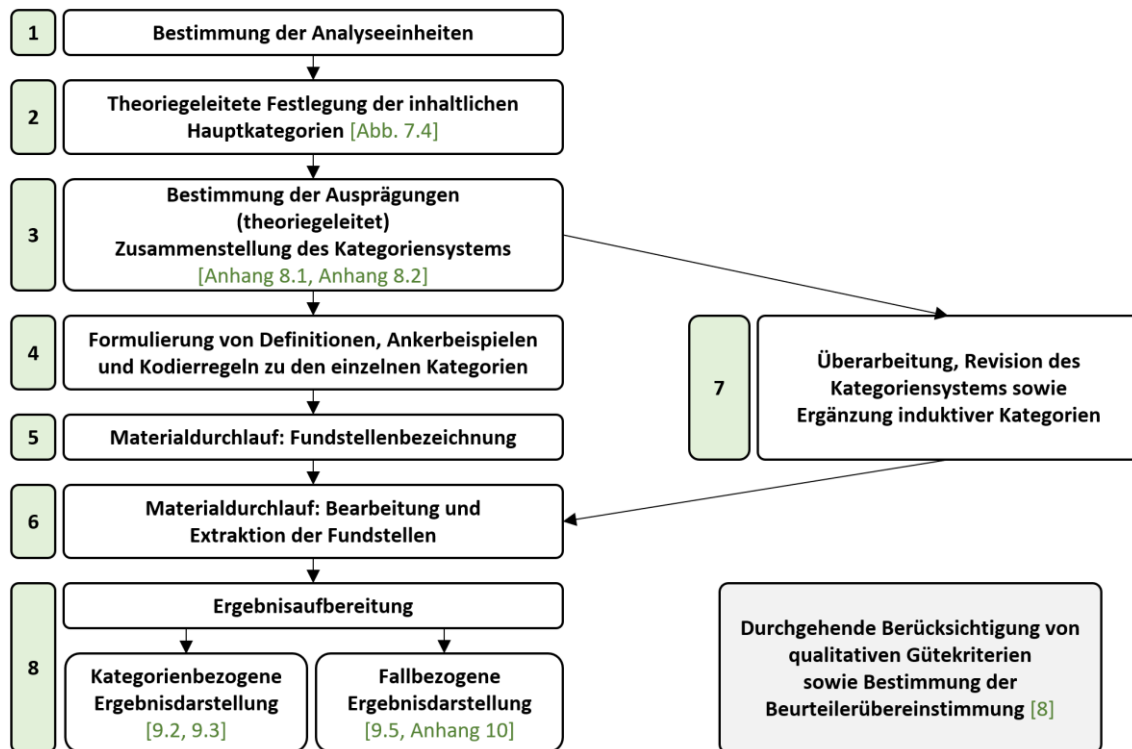 1
Bestimmung der Analyseeinheiten
2
Theoriegeleitete Festlegung der inhaltlichen
Hauptkategorien [Abb. 7.4]
3
Bestimmung der Ausprägungen
(theoriegeleitet)
Zusammenstellung des Kategoriensystems
[Anhang 8.1, Anhang 8.2]
4
Formulierung von Definitionen, Ankerbeispielen
und Kodierregeln zu den einzelnen Kategorien
5
Materialdurchlauf: Fundstellenbezeichnung
6
Materialdurchlauf: Bearbeitung und
Extraktion der Fundstellen
7
Überarbeitung, Revision des
Kategoriensystems sowie
Ergänzung induktiver Kategorien
8
Ergebnisaufbereitung
Kategorienbezogene
Ergebnisdarstellung
[9.2, 9.3]
Fallbezogene
Ergebnisdarstellung
[9.5, Anhang 10]
Durchgehende Berücksichtigung von
qualitativen Gütekriterien
sowie Bestimmung der
Beurteilerübereinstimmung [8]